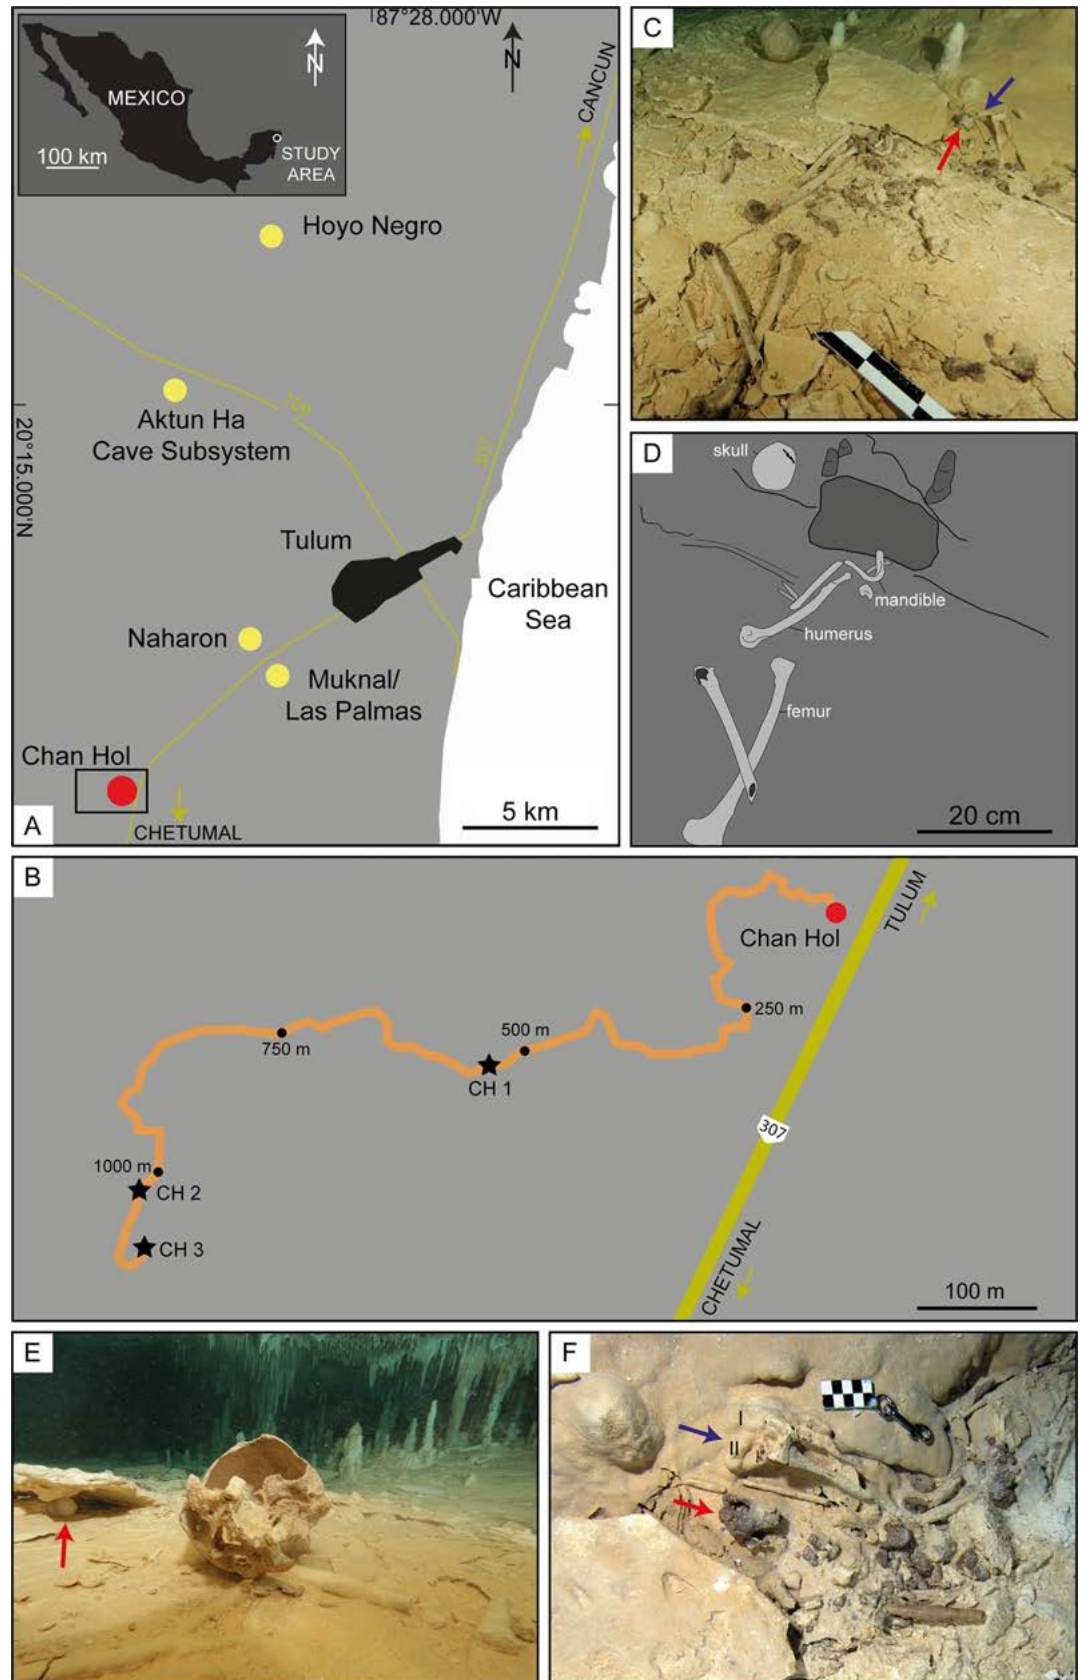 87°28.000'W
N
N
CANCUN
MEXICO
100 km
STUDY
AREA
Hoyo Negro
Aktun Ha
Cave Subsystem
20°15.000'N
109
307
Tulum
Caribbean
Sea
Naharon
Muknal/
Las Palmas
Chan Hol
5 km
A
CHETUMAL
C
D
skull
mandible
humerus
femur
20 cm
B
Chan Hol
TULUM
250 m
500 m
750 m
CH 1
307
1000 m
CH 2
CH 3
CHETUMAL
100 m
E
F
I
II